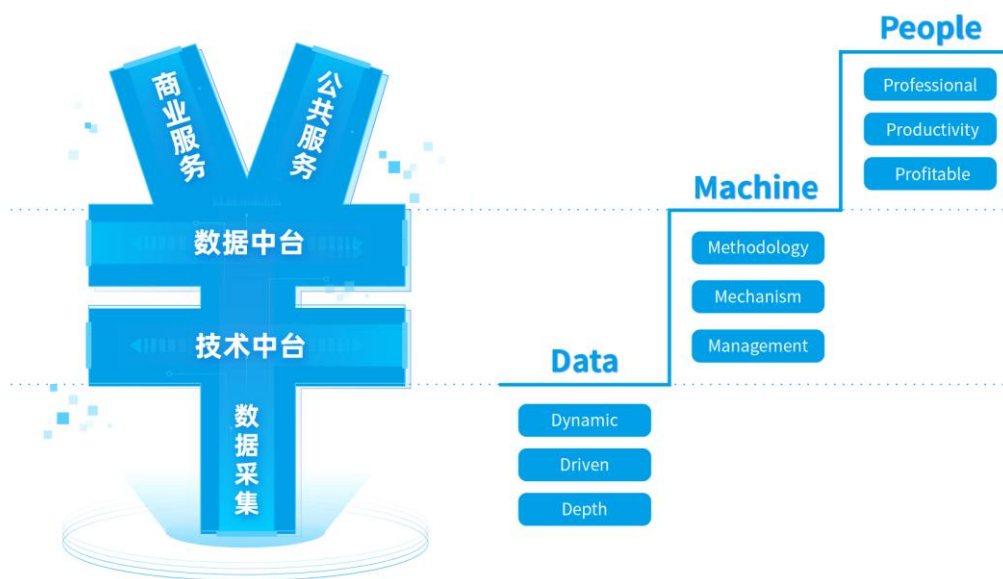 商业服务
公共服务
数据中台
技术中台
数据采集
People
Professional
Productivity
Profitable
Machine
Methodology
Mechanism
Management
Data
Dynamic
Driven
Depth